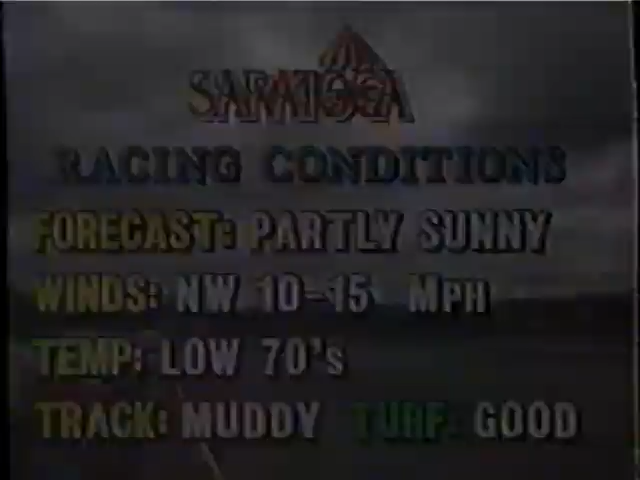 SARATOGA
RACING CONDITIONS
FORECAST: PARTLY SUNNY
WINDS: NW 10-15 MPH
TEMP: LOW 70's
TRACK: MUDDY TURF: GOOD